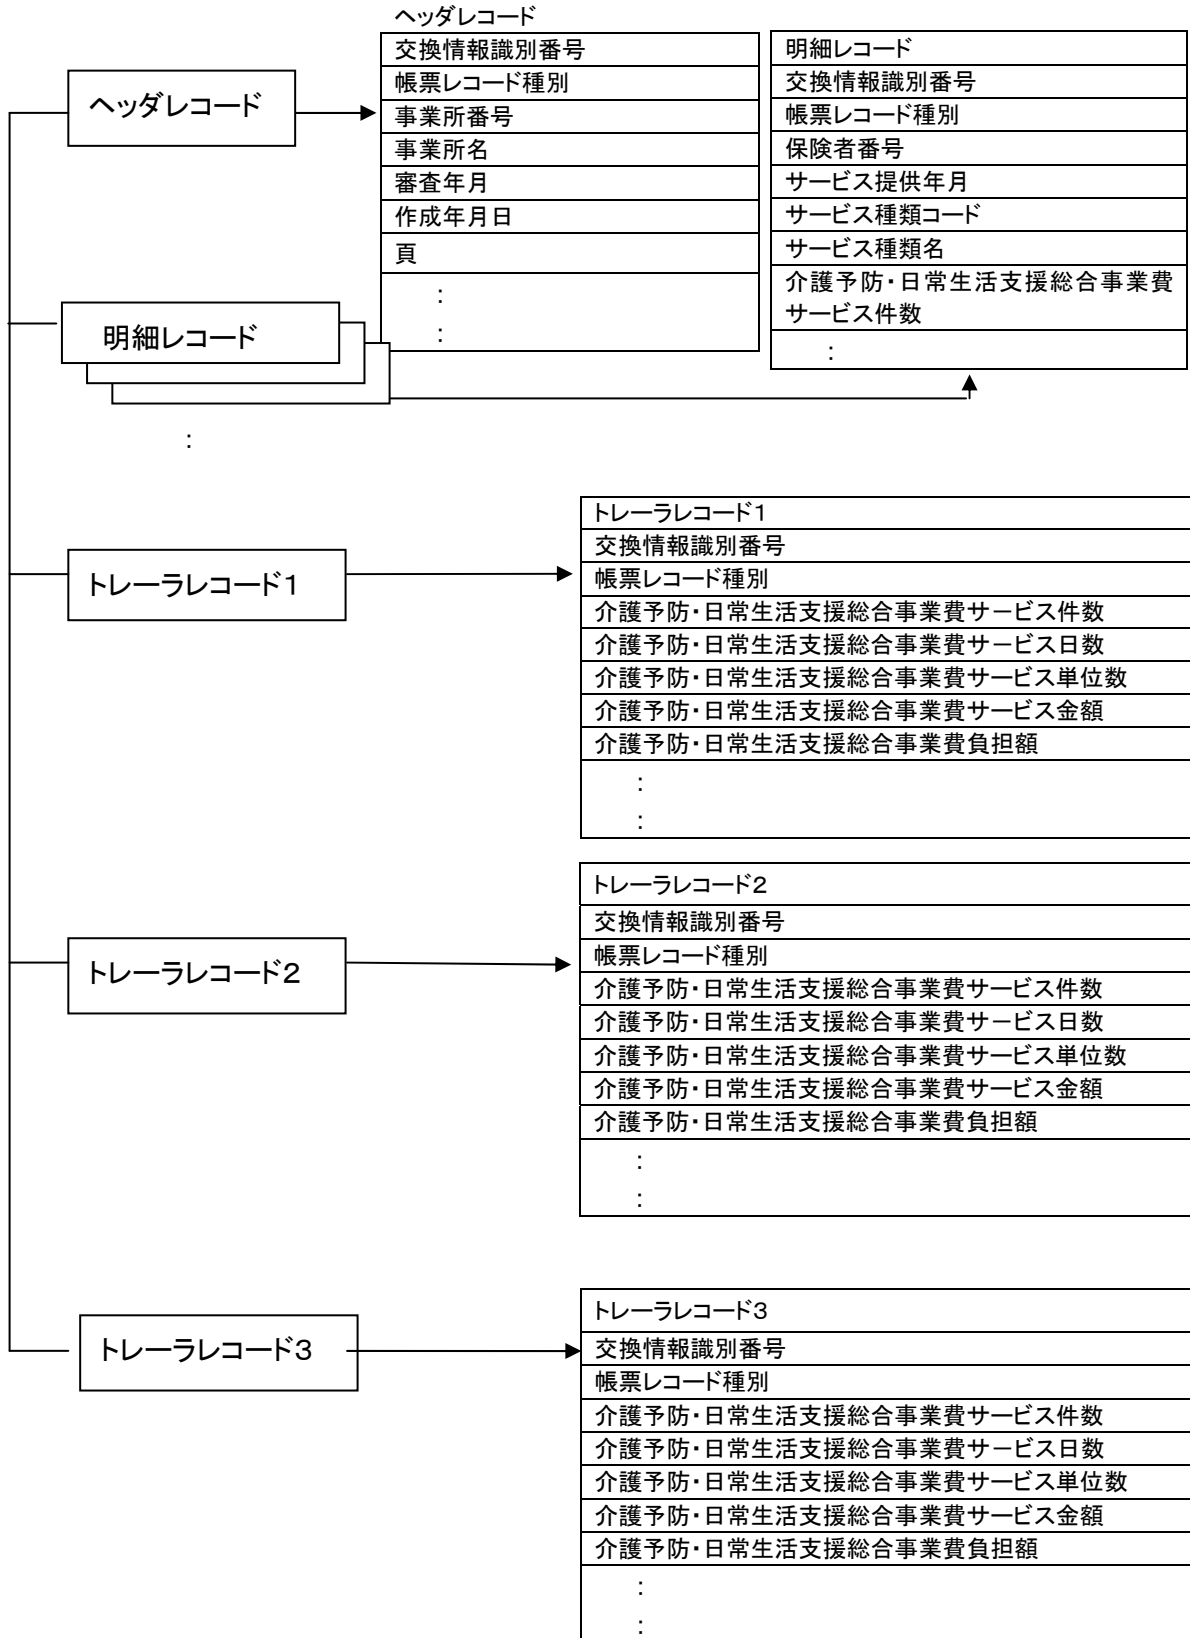 ヘッダレコード
ヘッダレコード
交換情報識別番号
帳票レコード種別
事業所番号
事業所名
審査年月
作成年月日
頁
:
:
明細レコード
交換情報識別番号
帳票レコード種別
保険者番号
サービス提供年月
サービス種類コード
サービス種類名
介護予防・日常生活支援総合事業費
サービス件数
:
明細レコード
:
トレーラレコード1
トレーラレコード1
交換情報識別番号
帳票レコード種別
介護予防・日常生活支援総合事業費サービス件数
介護予防・日常生活支援総合事業費サービス日数
介護予防・日常生活支援総合事業費サービス単位数
介護予防・日常生活支援総合事業費サービス金額
介護予防・日常生活支援総合事業費負担額
:
:
トレーラレコード2
トレーラレコード2
交換情報識別番号
帳票レコード種別
介護予防・日常生活支援総合事業費サービス件数
介護予防・日常生活支援総合事業費サービス日数
介護予防・日常生活支援総合事業費サービス単位数
介護予防・日常生活支援総合事業費サービス金額
介護予防・日常生活支援総合事業費負担額
:
:
トレーラレコード3
トレーラレコード3
交換情報識別番号
帳票レコード種別
介護予防・日常生活支援総合事業費サービス件数
介護予防・日常生活支援総合事業費サービス日数
介護予防・日常生活支援総合事業費サービス単位数
介護予防・日常生活支援総合事業費サービス金額
介護予防・日常生活支援総合事業費負担額
:
: